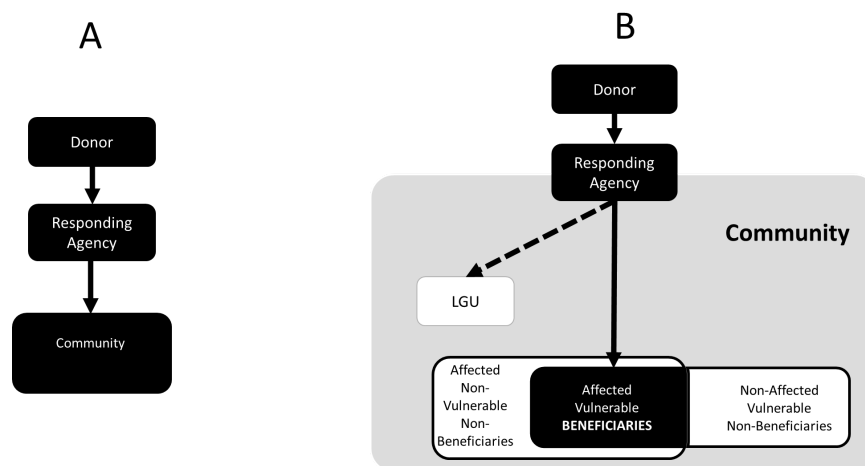 A
Donor
Responding
Agency
Community
B
Donor
Responding
Agency
Community
LGU
Affected
Non-
Vulnerable
Non-
Beneficiaries
Affected
Vulnerable
BENEFICIARIES
Non-Affected
Vulnerable
Non-Beneficiaries